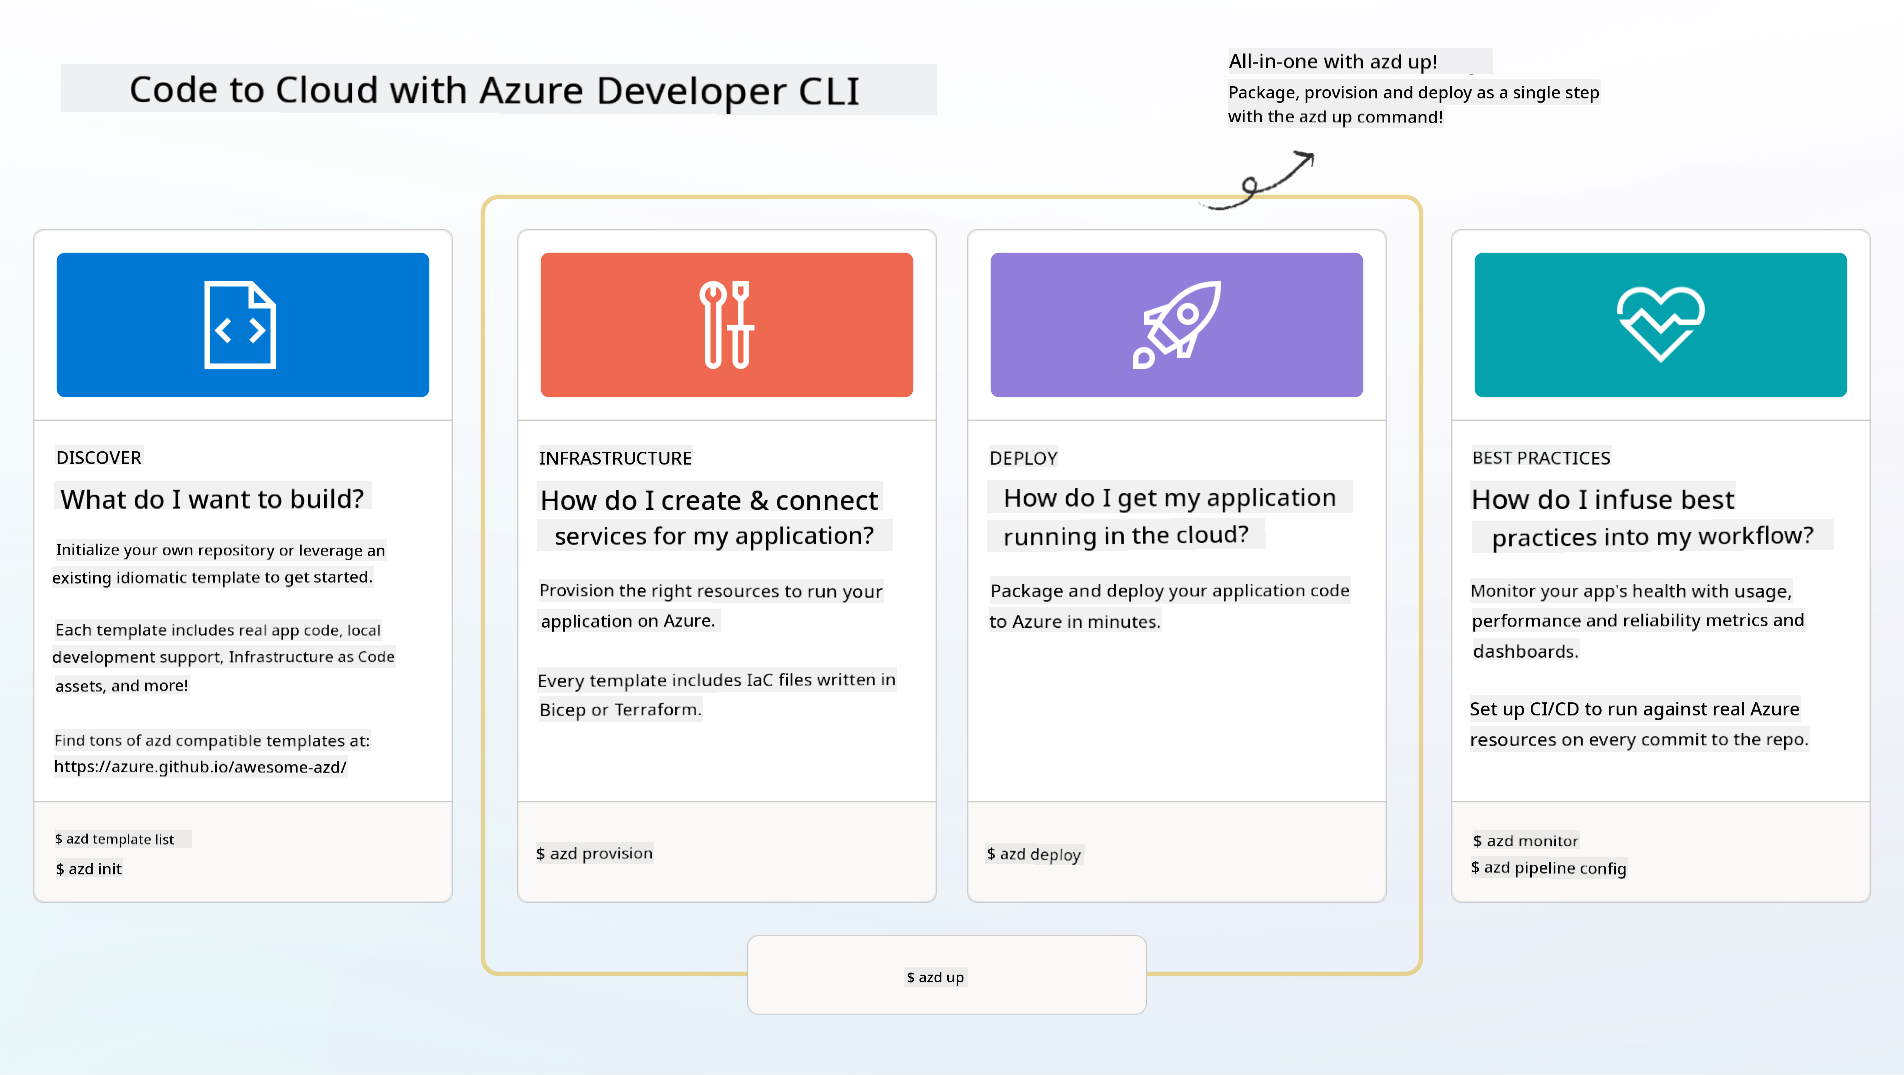 Code to Cloud with Azure Developer CLI
All-in-one with azd up!
Package, provision and deploy as a single step
with the azd up command!
DISCOVER
What do I want to build?
Initialize your own repository or leverage an
existing idiomatic template to get started.
Each template includes real app code, local
development support, Infrastructure as Code
assets, and more!
Find tons of azd compatible templates at:
https://azure.github.io/awesome-azd/
$ azd template list
$ azd init
INFRASTRUCTURE
How do I create & connect
services for my application?
Provision the right resources to run your
application on Azure.
Every template includes IaC files written in
Bicep or Terraform.
$ azd provision
DEPLOY
How do I get my application
running in the cloud?
Package and deploy your application code
to Azure in minutes.
$ azd deploy
BEST PRACTICES
How do I infuse best
practices into my workflow?
Monitor your app's health with usage,
performance and reliability metrics and
dashboards.
Set up CI/CD to run against real Azure
resources on every commit to the repo.
$ azd monitor
$ azd pipeline config
$ azd up